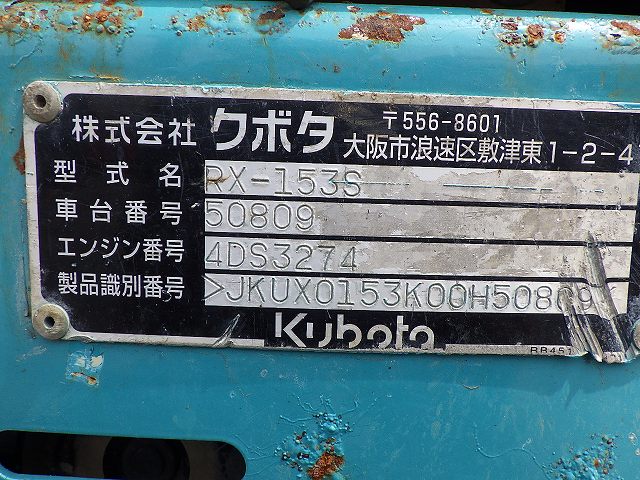 株式会社 クボタ 〒556-8601
大阪市浪速区敷津東1-2-4
型式名 RX-153S
車台番号 50809
エンジン番号 4DS3274
製品識別番号 >JKUX0153K00H50809
Kubota
RB451